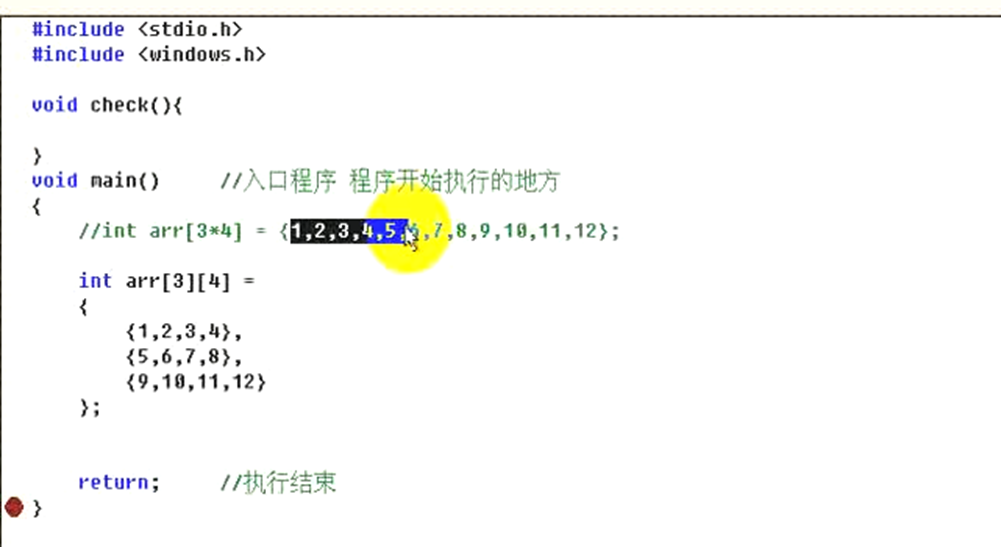 #include <stdio.h>
#include <windows.h>
void check(){
}
void main() //入口程序 程序开始执行的地方
{
//int arr[3*4] = {1,2,3,4,5,6,7,8,9,10,11,12};
int arr[3][4] =
{
{1,2,3,4},
{5,6,7,8},
{9,10,11,12}
};
return; //执行结束
}